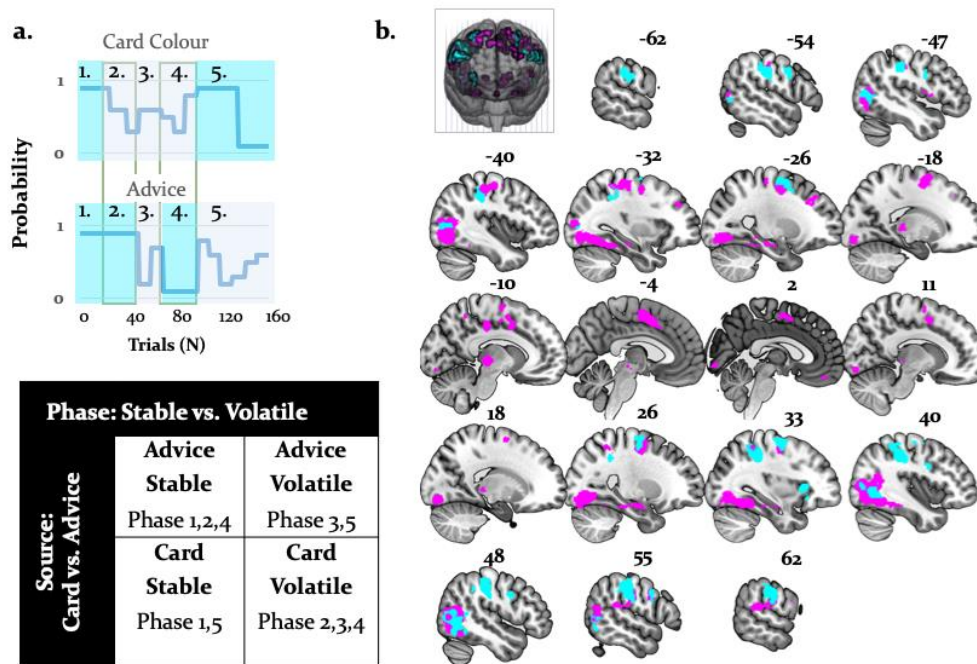 a.
Card Colour
1. 2. 3. 4. 5.
1
0
Probability
Advice
1. 2. 3. 4. 5.
1
0
0 40 80 120 160
Trials (N)
Phase: Stable vs. Volatile
Source:
Card vs. Advice
Advice
Stable
Phase 1,2,4
Advice
Volatile
Phase 3,5
Card
Stable
Phase 1,5
Card
Volatile
Phase 2,3,4
b.
-62 -54 -47
-40 -32 -26 -18
-10 -4 2 11
18 26 33 40
48 55 62